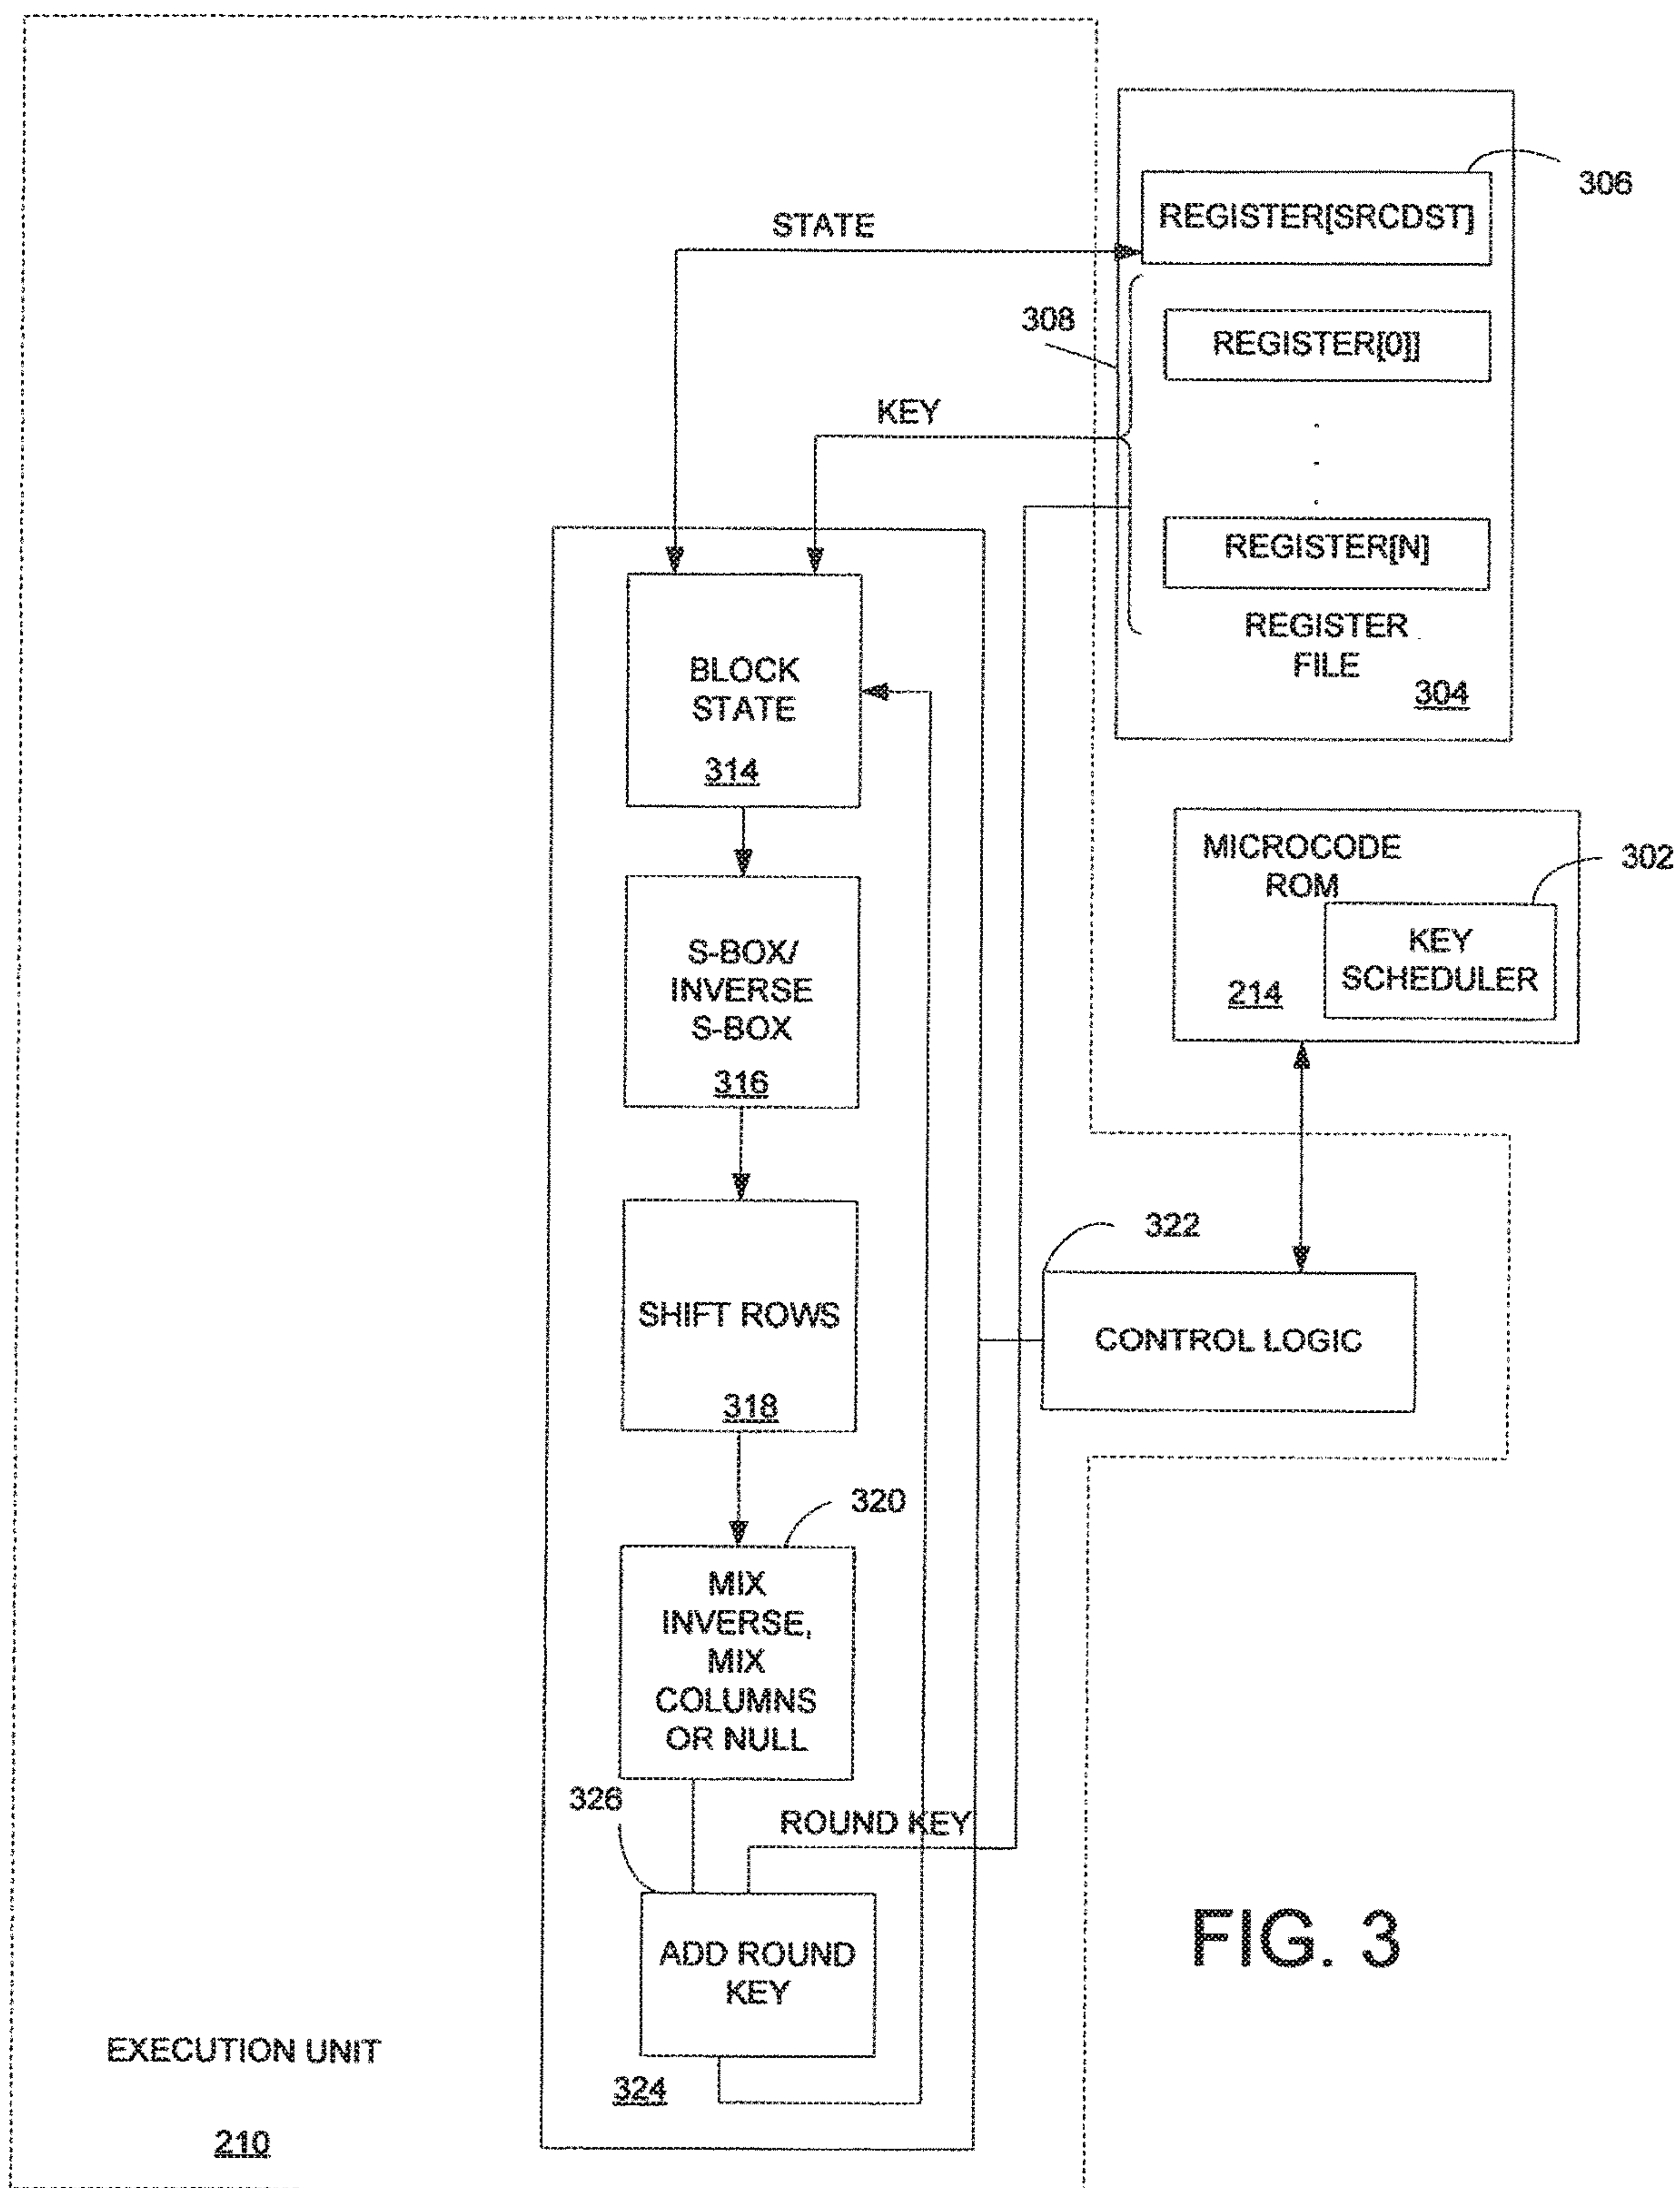 306
REGISTER[SRCDST]
STATE
308
REGISTER[0]]
KEY
.
.
.
REGISTER[N]
REGISTER
FILE
304
BLOCK
STATE
314
MICROCODE
ROM
302
KEY
SCHEDULER
214
S-BOX/
INVERSE
S-BOX
316
322
SHIFT ROWS
318
CONTROL LOGIC
320
MIX
INVERSE,
MIX
COLUMNS
OR NULL
326
ROUND KEY
ADD ROUND
KEY
324
FIG. 3
EXECUTION UNIT
210